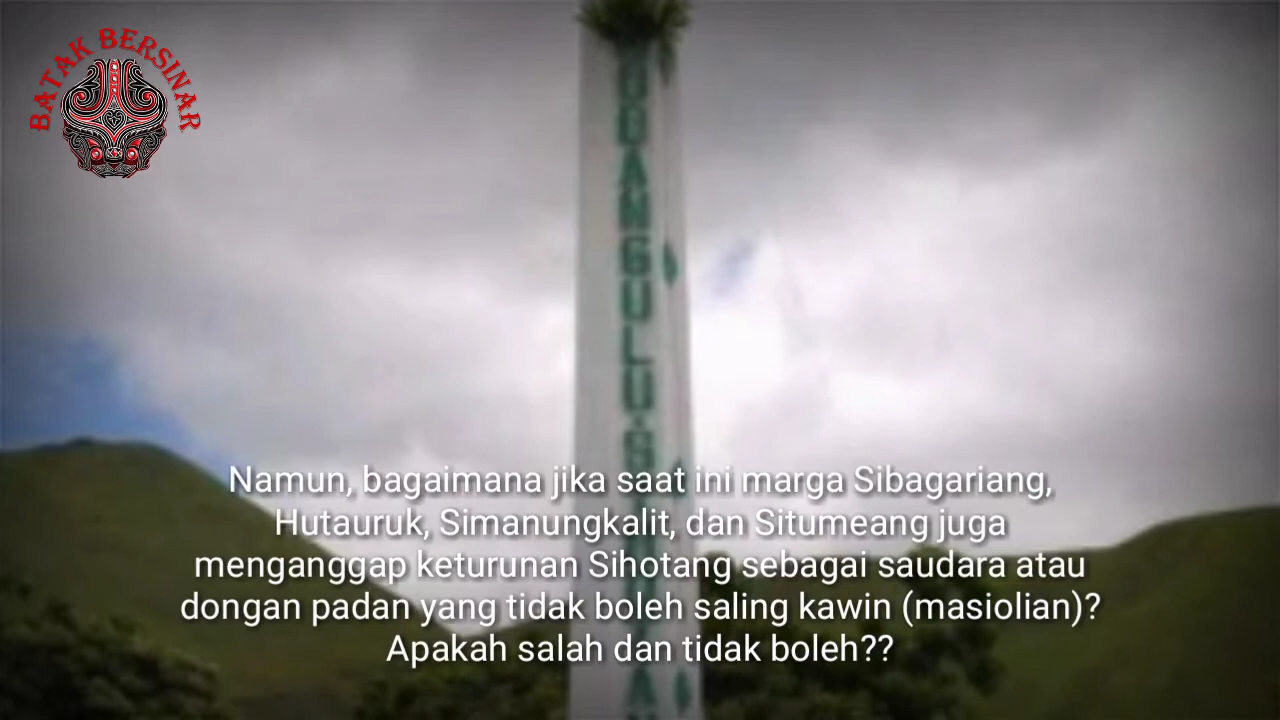 BATAK BERSINAR
Namun, bagaimana jika saat ini marga Sibagariang,
Hutauruk, Simanungkalit, dan Situmeang juga
menganggap keturunan Sihotang sebagai saudara atau
dongan padan yang tidak boleh saling kawin (masiolian)?
Apakah salah dan tidak boleh??